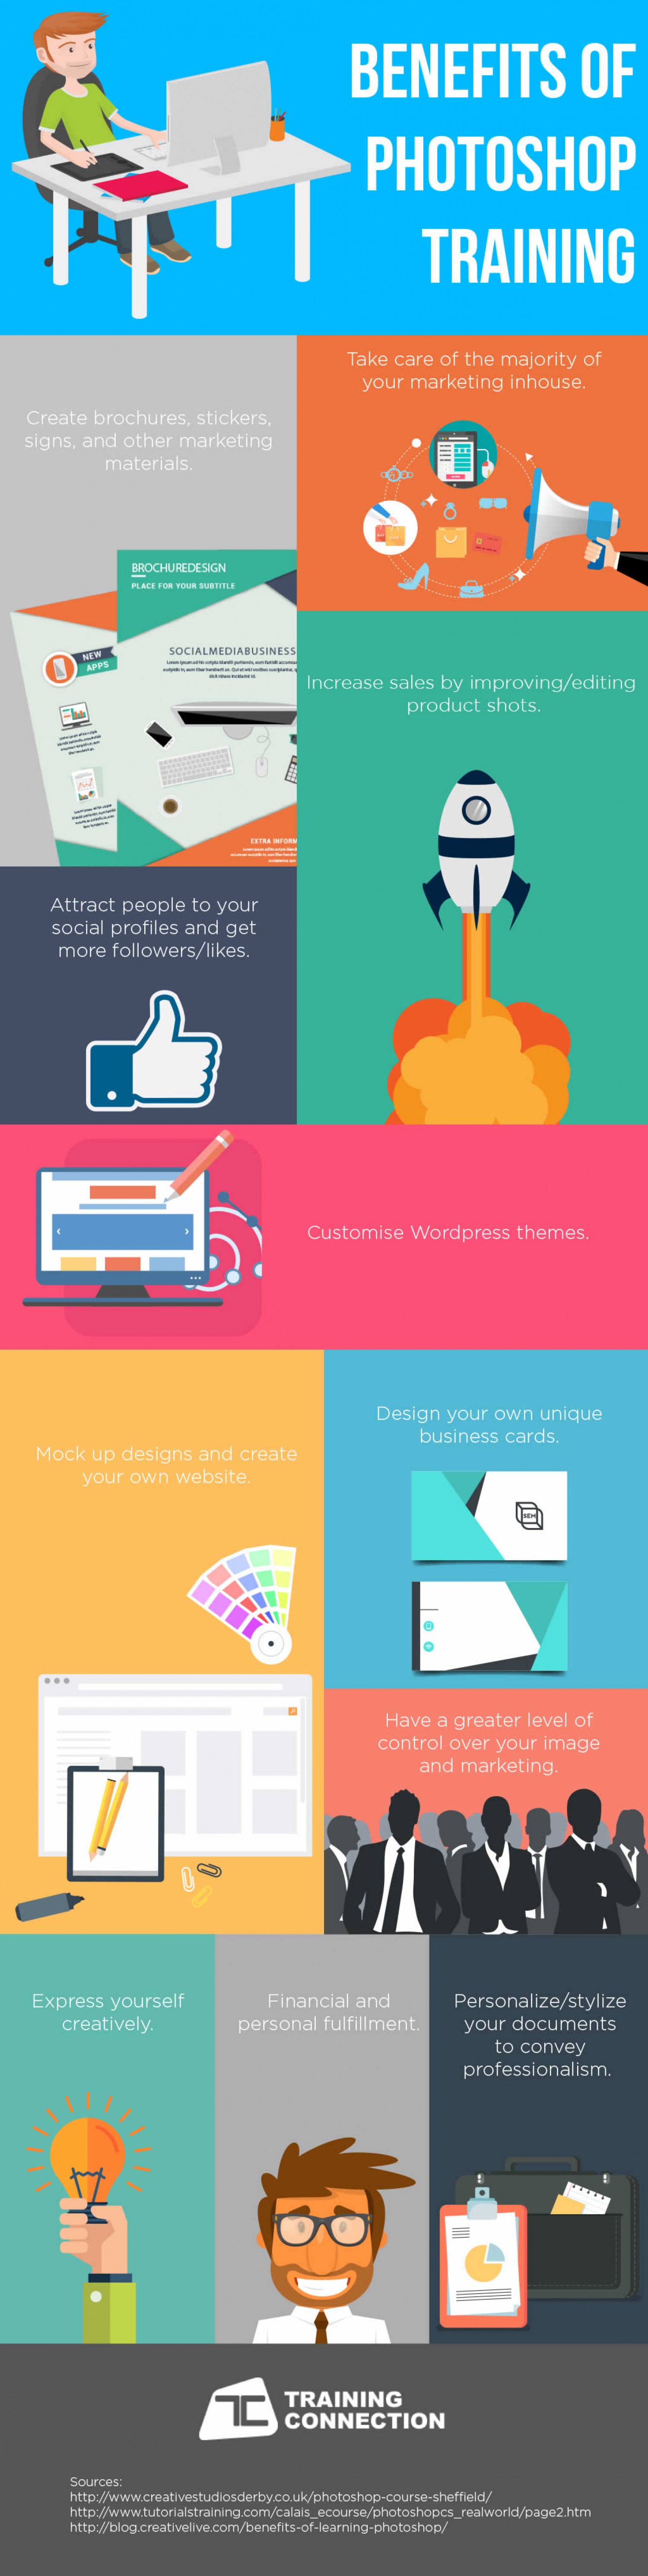 BENEFITS OF
PHOTOSHOP
TRAINING
Create brochures, stickers,
signs, and other marketing
materials.
BROCHUREDESIGN
PLACE FOR YOUR SUBTITLE
NEW
APPS
SOCIALMEDIABUSINESS
EXTRA INFORM
Take care of the majority of
your marketing inhouse.
Increase sales by improving/editing
product shots.
Attract people to your
social profiles and get
more followers/likes.
Customise Wordpress themes.
Mock up designs and create
your own website.
Design your own unique
business cards.
SEM
Have a greater level of
control over your image
and marketing.
Express yourself
creatively.
Financial and
personal fulfillment.
Personalize/stylize
your documents
to convey
professionalism.
TC
TRAINING
CONNECTION
Sources:
http://www.creativestudiosderby.co.uk/photoshop-course-sheffield/
http://www.tutorialstraining.com/calais_ecourse/photoshopcs_realworld/page2.htm
http://blog.creativelive.com/benefits-of-learning-photoshop/